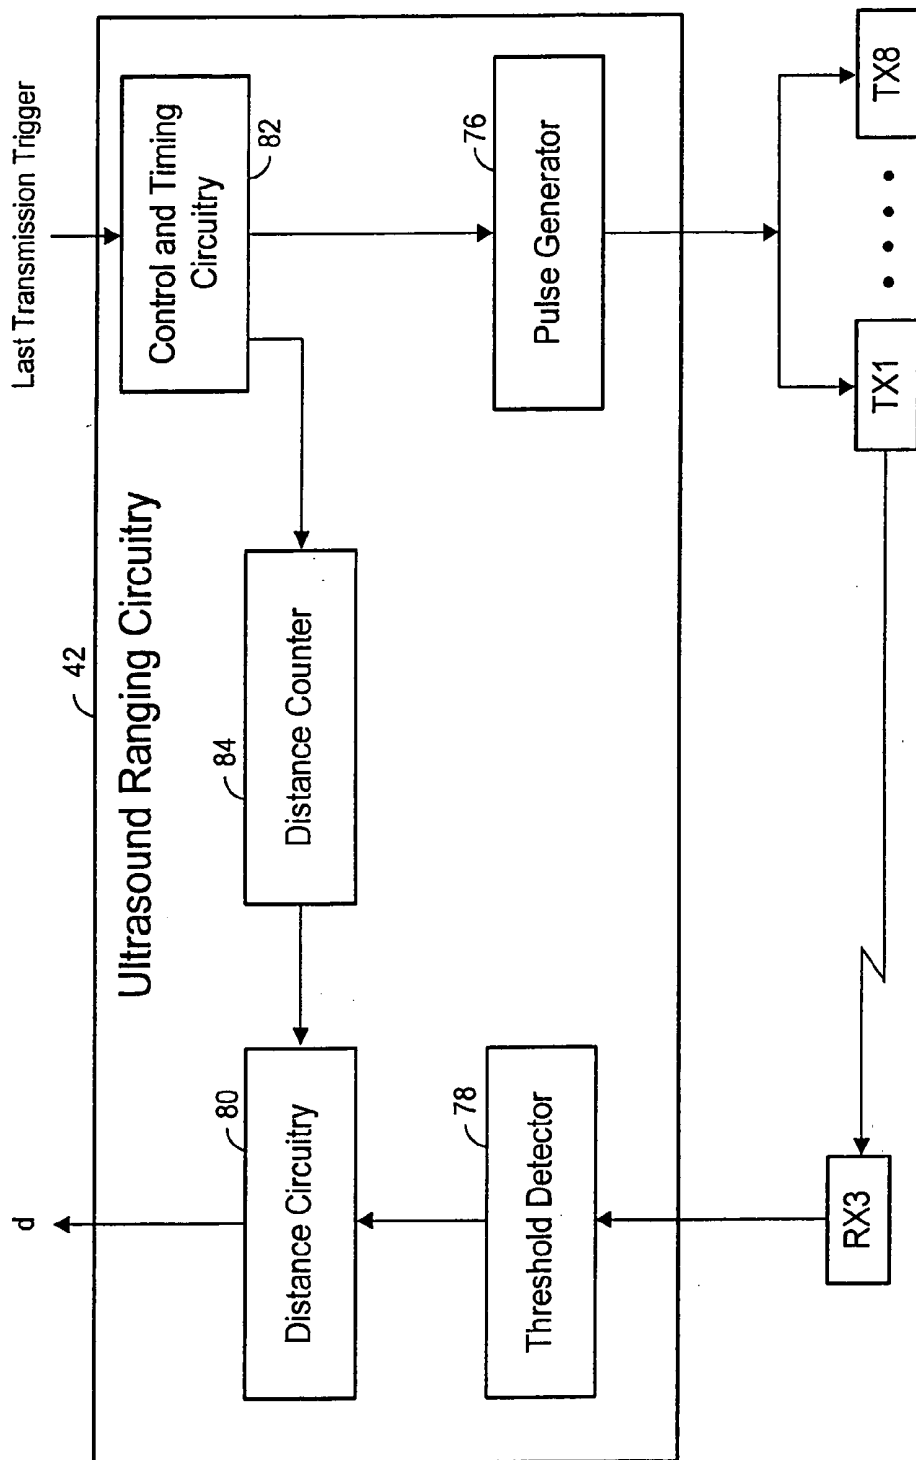 Last Transmission Trigger
d
42
Ultrasound Ranging Circuitry
82
Control and Timing
Circuitry
84
Distance Counter
80
Distance Circuitry
76
Pulse Generator
78
Threshold Detector
TX8
TX1
RX3